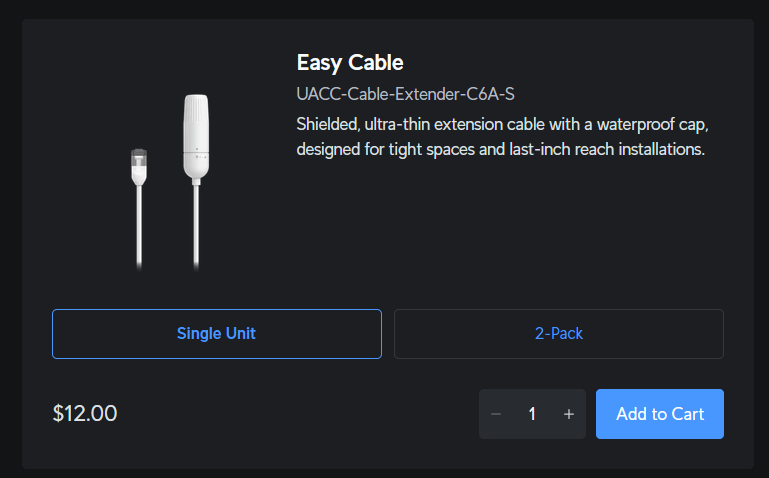 Easy Cable
UACC-Cable-Extender-C6A-S
Shielded, ultra-thin extension cable with a waterproof cap,
designed for tight spaces and last-inch reach installations.
Single Unit
2-Pack
$12.00
− 1 +
Add to Cart